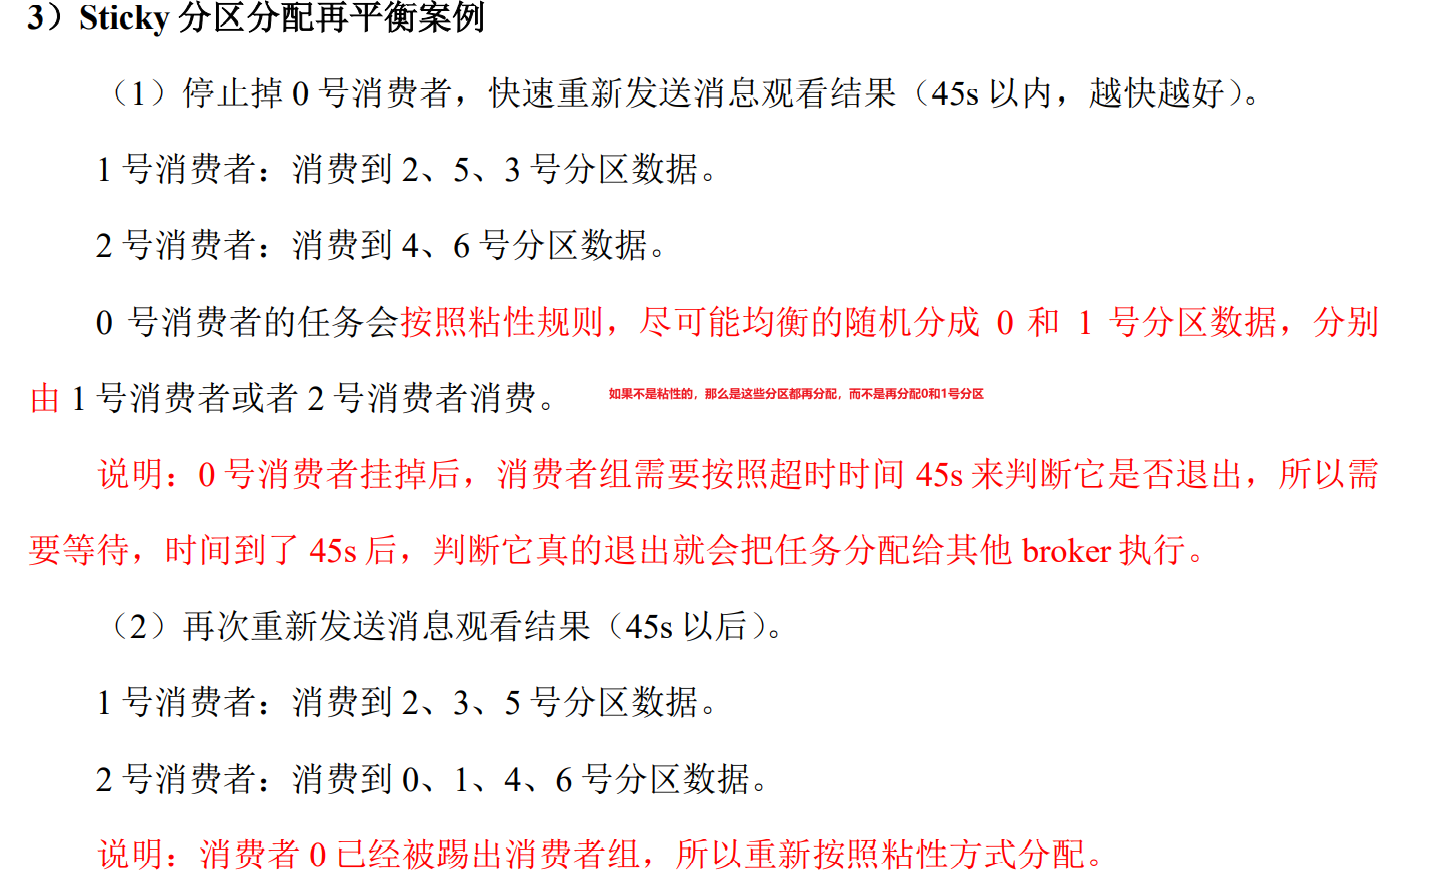 3）Sticky 分区分配再平衡案例
（1）停止掉 0 号消费者，快速重新发送消息观看结果（45s 以内，越快越好）。
1 号消费者：消费到 2、5、3 号分区数据。
2 号消费者：消费到 4、6 号分区数据。
0 号消费者的任务会按照粘性规则，尽可能均衡的随机分成 0 和 1 号分区数据，分别
由 1 号消费者或者 2 号消费者消费。 如果不是粘性的，那么是这些分区都再分配，而不是再分配0和1号分区
说明：0 号消费者挂掉后，消费者组需要按照超时时间 45s 来判断它是否退出，所以需
要等待，时间到了 45s 后，判断它真的退出就会把任务分配给其他 broker 执行。
（2）再次重新发送消息观看结果（45s 以后）。
1 号消费者：消费到 2、3、5 号分区数据。
2 号消费者：消费到 0、1、4、6 号分区数据。
说明：消费者 0 已经被踢出消费者组，所以重新按照粘性方式分配。